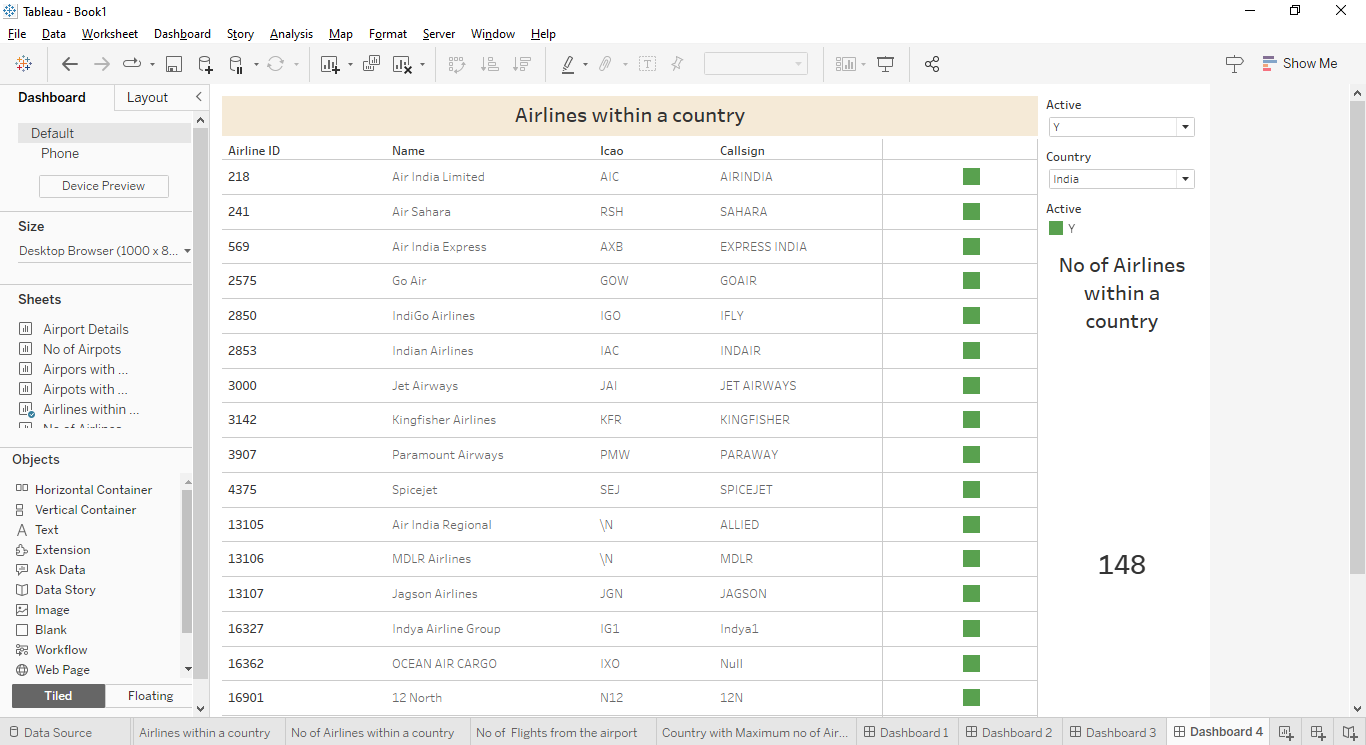 Tableau - Book1
File Data Worksheet Dashboard Story Analysis Map Format Server Window Help
Show Me
Dashboard Layout
Default
Phone
Device Preview
Size
Desktop Browser (1000 x 8...
Sheets
Airport Details
No of Airpots
Airpors with ...
Airpots with ...
Airlines within ...
No of Airlines
Objects
Horizontal Container
Vertical Container
Text
Extension
Ask Data
Data Story
Image
Blank
Workflow
Web Page
Tiled Floating
Airlines within a country
Airline ID Name Icao Callsign
218 Air India Limited AIC AIRINDIA
241 Air Sahara RSH SAHARA
569 Air India Express AXB EXPRESS INDIA
2575 Go Air GOW GOAIR
2850 IndiGo Airlines IGO IFLY
2853 Indian Airlines IAC INDAIR
3000 Jet Airways JAI JET AIRWAYS
3142 Kingfisher Airlines KFR KINGFISHER
3907 Paramount Airways PMW PARAWAY
4375 Spicejet SEJ SPICEJET
13105 Air India Regional \N ALLIED
13106 MDLR Airlines \N MDLR
13107 Jagson Airlines JGN JAGSON
16327 Indya Airline Group IG1 Indya1
16362 OCEAN AIR CARGO IXO Null
16901 12 North N12 12N
Active
Y
Country
India
Active
Y
No of Airlines
within a
country
148
Data Source Airlines within a country No of Airlines within a country No of Flights from the airport Country with Maximum no of Air... Dashboard 1 Dashboard 2 Dashboard 3 Dashboard 4